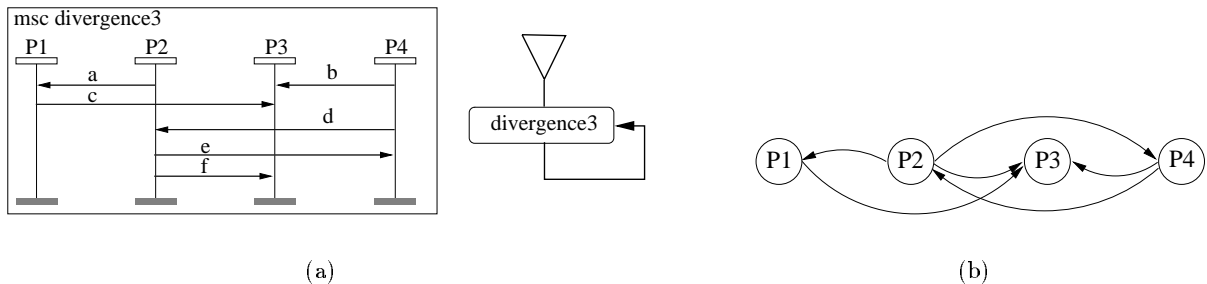 msc divergence3
P1 P2 P3 P4
a b
c
d
e
f
divergence3
P1 P2 P3 P4
(a) (b)